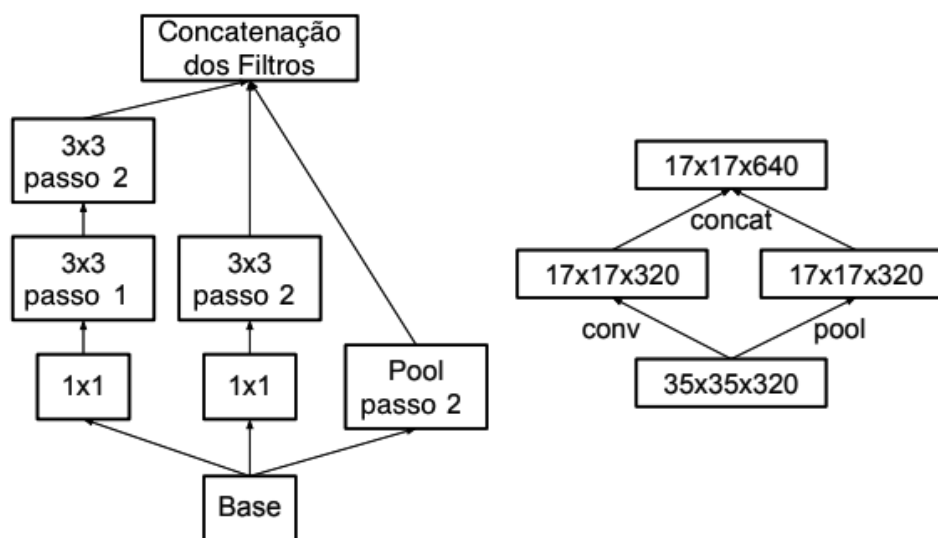 Concatenação
dos Filtros
3x3
passo 2
3x3
passo 1
3x3
passo 2
1x1
1x1
Pool
passo 2
Base
17x17x640
concat
17x17x320
17x17x320
conv
pool
35x35x320